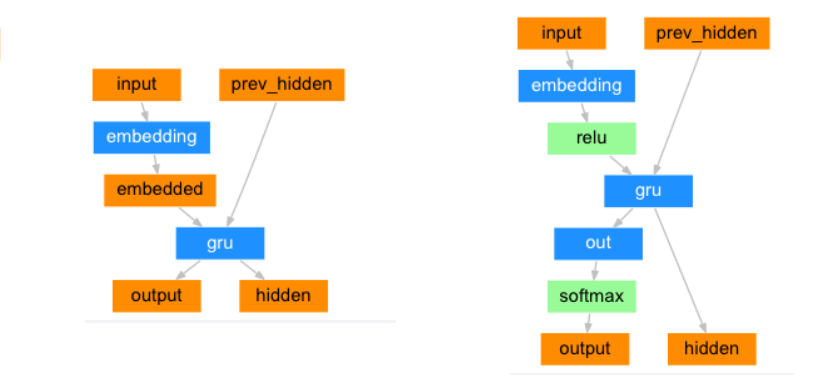 input
prev_hidden
embedding
embedded
gru
output
hidden
input
prev_hidden
embedding
relu
gru
out
softmax
output
hidden